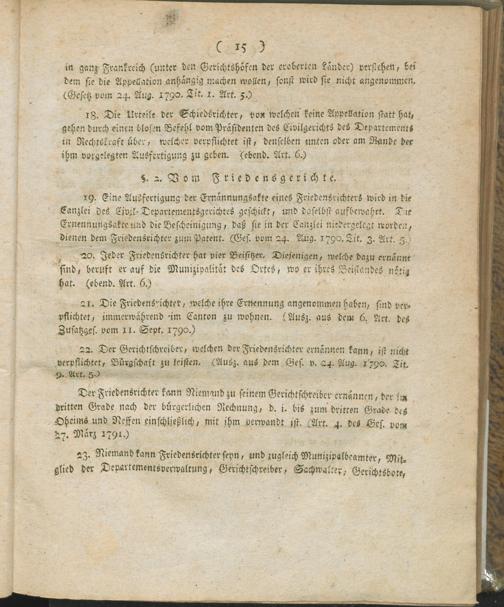 ( 15 )
in ganz Frankreich (unter den Gerichtshöfen der eroberten Länder) verstehen, bei
dem sie die Appellation anhängig machen wollen, sonst wird sie nicht angenommen.
(Gesetz vom 24. Aug. 1790. Tit. 1. Art. 5.)
18. Die Urteile der Schiedsrichter, von welchen keine Appellation statt hat,
gehen durch einen blosen Befehl vom Präsidenten des Civilgerichts des Departements
in Rechtskraft über, welcher verpflichtet ist, denselben unten oder am Rande der
ihm vorgelegten Ausfertigung zu geben. (ebend. Art. 6.)
§. 2. Vom Friedensgerichte.
19. Eine Ausfertigung der Ernännungsakte eines Friedensrichters wird in die
Canzlei des Civil-Departementsgerichtes geschickt, und daselbst aufbewahrt. Die
Ernennungsakte und die Bescheinigung, daß sie in der Canzlei niedergelegt worden,
dienen dem Friedensrichter zum Patent. (Ges. vom 24. Aug. 1790. Tit. 3. Art. 5.)
20. Jeder Friedensrichter hat vier Beisitzer. Diejenigen, welche dazu ernännt
sind, beruft er auf die Munizipalität des Ortes, wo er ihres Beistandes nötig
hat. (ebend. Art. 6.)
21. Die Friedensrichter, welche ihre Ernennung angenommen haben, sind ver-
pflichtet, immerwährend im Canton zu wohnen. (Ausz. aus dem 6. Art. des
Zusatzges. vom 11. Sept. 1790.)
22. Der Gerichtschreiber, welchen der Friedensrichter ernännen kann, ist nicht
verpflichtet, Bürgschaft zu leisten. (Ausz. aus dem Ges. v. 24. Aug. 1790. Tit.
9. Art. 5.)
Der Friedensrichter kann Niemand zu seinem Gerichtschreiber ernännen, der im
dritten Grade nach der bürgerlichen Rechnung, d. i. bis zum dritten Grade des
Oheims und Neffen einschließlich, mit ihm verwandt ist. (Art. 4. des Ges. vom
27. März 1791.)
23. Niemand kann Friedensrichter seyn, und zugleich Munizipalbeamter, Mit-
glied der Departementsverwaltung, Gerichtschreiber, Sachwalter, Gerichtsbote,